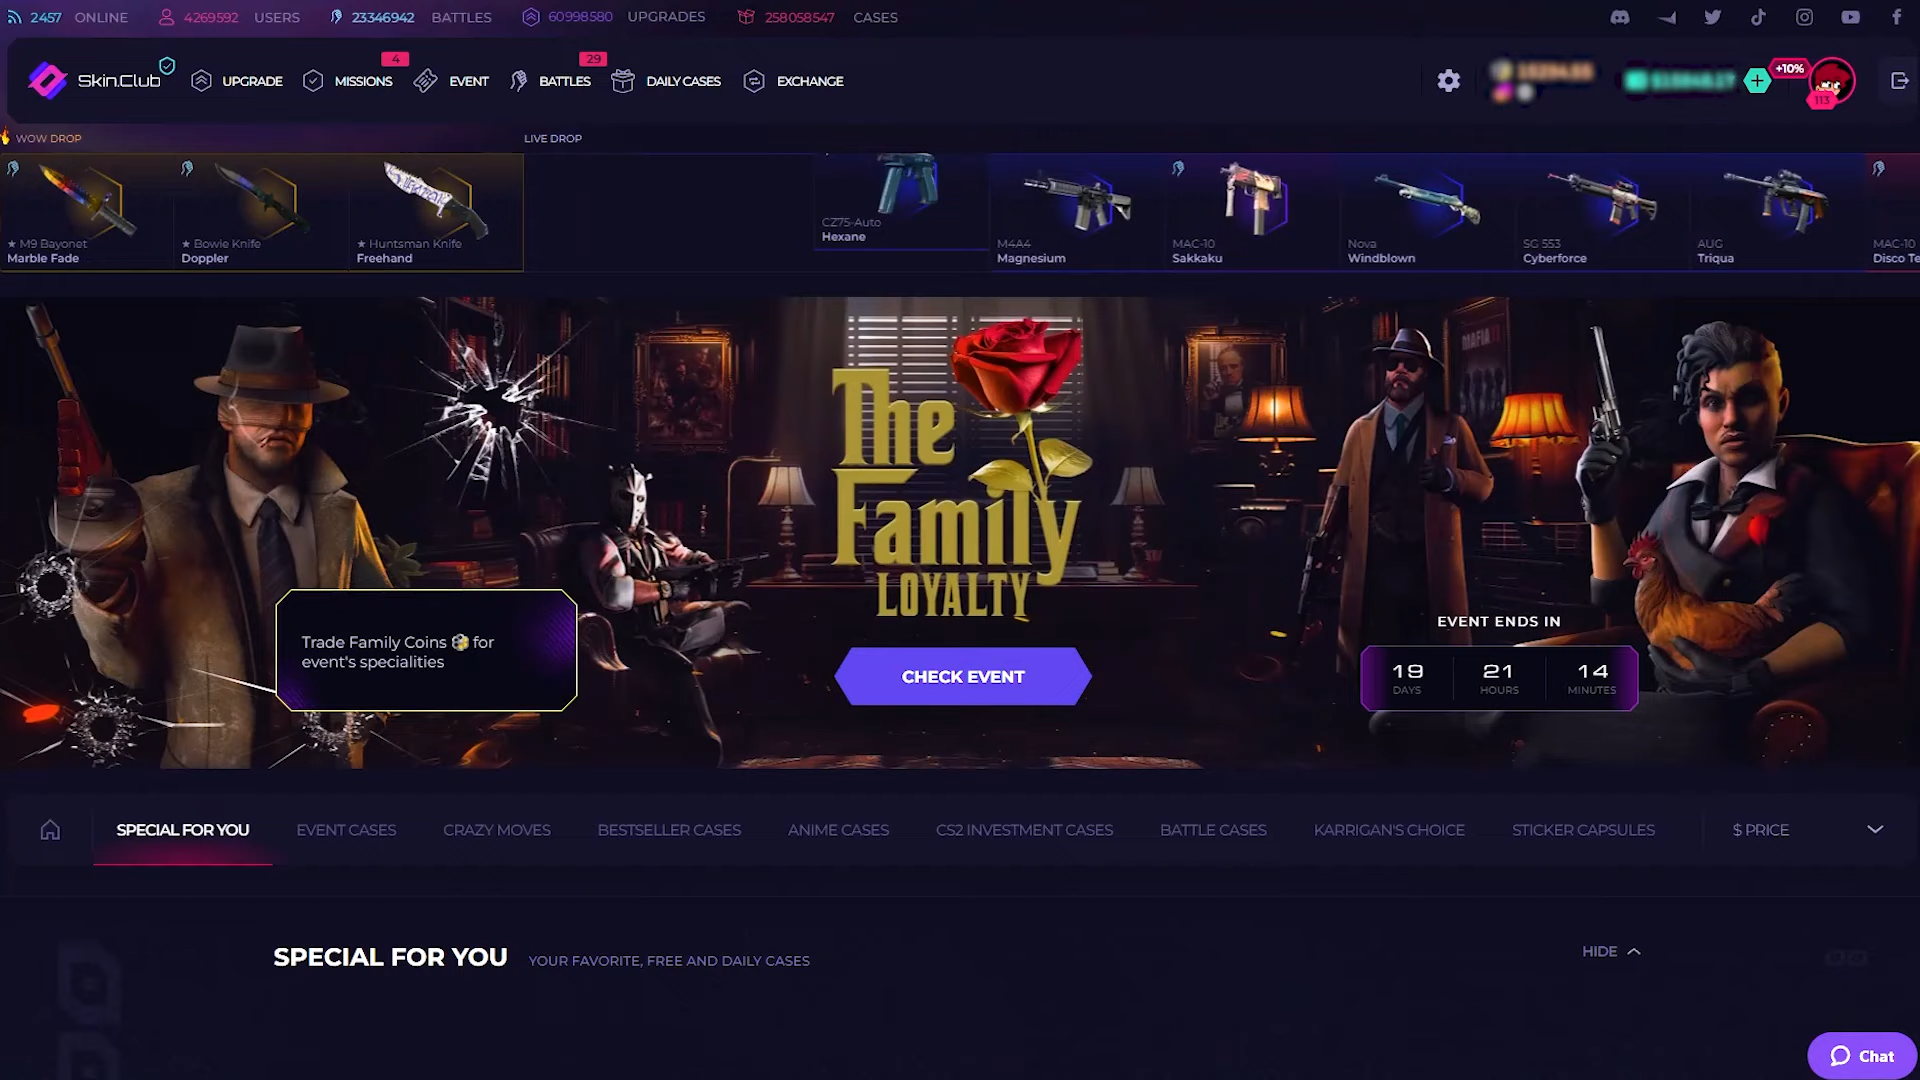 2457 ONLINE 4269592 USERS 23346942 BATTLES 60998580 UPGRADES 258058547 CASES
Skin.Club UPGRADE MISSIONS 4 EVENT BATTLES 29 DAILY CASES EXCHANGE
+10%
113
WOW DROP
LIVE DROP
★ M9 Bayonet
Marble Fade
★ Bowie Knife
Doppler
★ Huntsman Knife
Freehand
CZ75-Auto
Hexane
M4A4
Magnesium
MAC-10
Sakkaku
Nova
Windblown
SG 553
Cyberforce
AUG
Triqua
MAC-10
Disco Te
MAFIA II
The
Family
LOYALTY
Trade Family Coins for
event's specialities
CHECK EVENT
EVENT ENDS IN
19 21 14
DAYS HOURS MINUTES
SPECIAL FOR YOU EVENT CASES CRAZY MOVES BESTSELLER CASES ANIME CASES CS2 INVESTMENT CASES BATTLE CASES KARRIGAN'S CHOICE STICKER CAPSULES $ PRICE
SPECIAL FOR YOU YOUR FAVORITE, FREE AND DAILY CASES HIDE
Chat